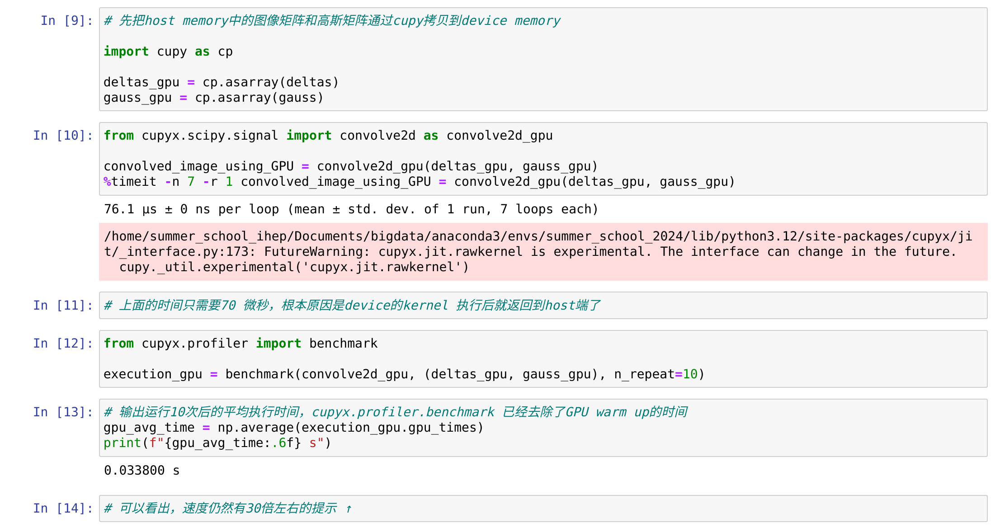 In [9]: # 先把host memory中的图像矩阵和高斯矩阵通过cupy拷贝到device memory
import cupy as cp
deltas_gpu = cp.asarray(deltas)
gauss_gpu = cp.asarray(gauss)
In [10]: from cupyx.scipy.signal import convolve2d as convolve2d_gpu
convolved_image_using_GPU = convolve2d_gpu(deltas_gpu, gauss_gpu)
%timeit -n 7 -r 1 convolved_image_using_GPU = convolve2d_gpu(deltas_gpu, gauss_gpu)
76.1 µs ± 0 ns per loop (mean ± std. dev. of 1 run, 7 loops each)
/home/summer_school_ihep/Documents/bigdata/anaconda3/envs/summer_school_2024/lib/python3.12/site-packages/cupyx/ji
t/_interface.py:173: FutureWarning: cupyx.jit.rawkernel is experimental. The interface can change in the future.
cupy._util.experimental('cupyx.jit.rawkernel')
In [11]: # 上面的时间只需要70 微秒，根本原因是device的kernel 执行后就返回到host端了
In [12]: from cupyx.profiler import benchmark
execution_gpu = benchmark(convolve2d_gpu, (deltas_gpu, gauss_gpu), n_repeat=10)
In [13]: # 输出运行10次后的平均执行时间，cupyx.profiler.benchmark 已经去除了GPU warm up的时间
gpu_avg_time = np.average(execution_gpu.gpu_times)
print(f"{gpu_avg_time:.6f} s")
0.033800 s
In [14]: # 可以看出，速度仍然有30倍左右的提示 ↑